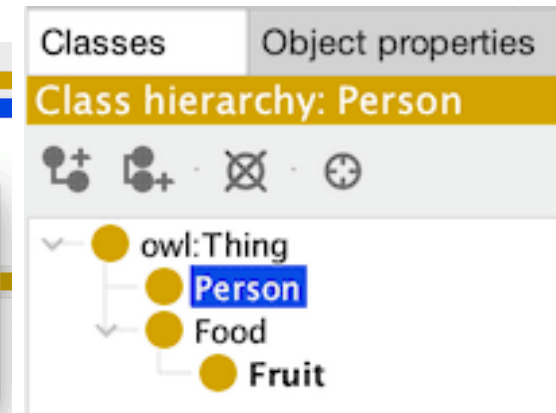 Classes Object properties
Class hierarchy: Person
owl:Thing
Person
Food
Fruit